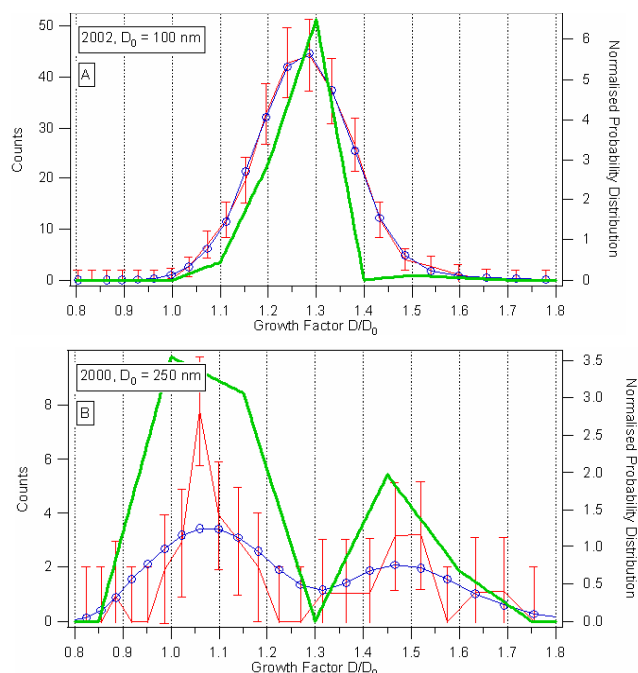 2002, D0 = 100 nm
A
Counts
50
40
30
20
10
0
Normalised Probability Distribution
6
5
4
3
2
1
0
0.8 0.9 1.0 1.1 1.2 1.3 1.4 1.5 1.6 1.7 1.8
Growth Factor D/D0
2000, D0 = 250 nm
B
Counts
8
6
4
2
0
Normalised Probability Distribution
3.5
3.0
2.5
2.0
1.5
1.0
0.5
0.0
0.8 0.9 1.0 1.1 1.2 1.3 1.4 1.5 1.6 1.7 1.8
Growth Factor D/D0